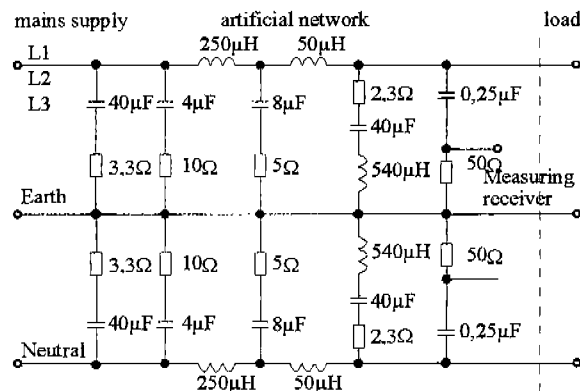 mains supply artificial network load
250µH 50µH
L1
L2
L3
40µF 4µF 8µF 2,3Ω 0,25µF
40µF
3,3Ω 10Ω 5Ω 540µH 50Ω
Measuring
receiver
Earth
3,3Ω 10Ω 5Ω 540µH 50Ω
40µF
40µF 4µF 8µF 2,3Ω 0,25µF
Neutral
250µH 50µH